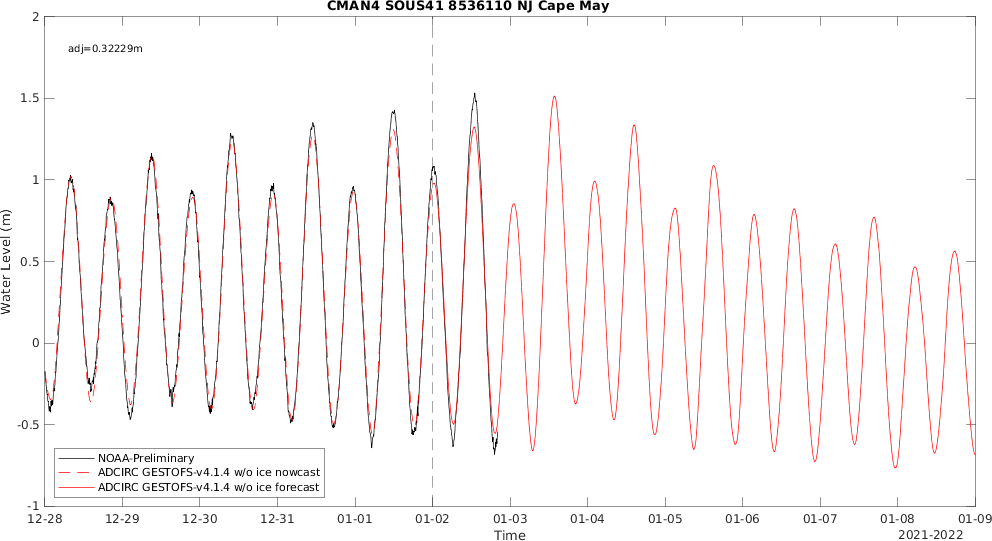 CMAN4 SOUS41 8536110 NJ Cape May
adj=0.32229m
Water Level (m)
2
1.5
1
0.5
0
-0.5
-1
NOAA-Preliminary
ADCIRC GESTOFS-v4.1.4 w/o ice nowcast
ADCIRC GESTOFS-v4.1.4 w/o ice forecast
12-28 12-29 12-30 12-31 01-01 01-02 01-03 01-04 01-05 01-06 01-07 01-08 01-09
Time
2021-2022